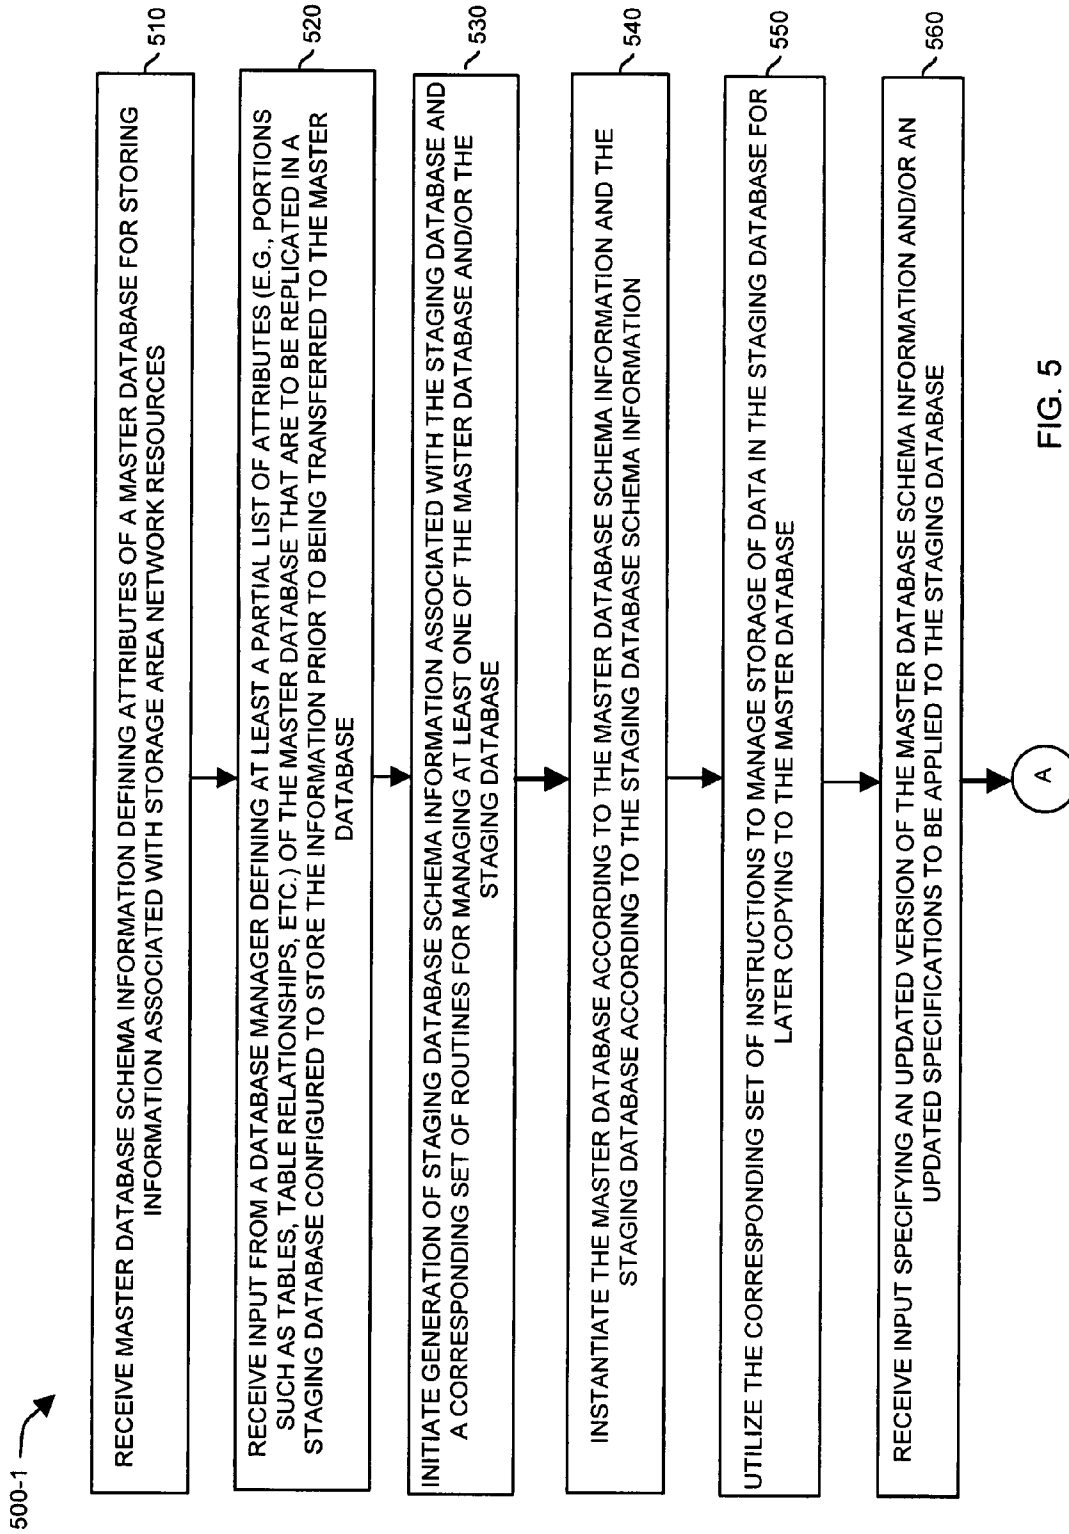 500-1
RECEIVE MASTER DATABASE SCHEMA INFORMATION DEFINING ATTRIBUTES OF A MASTER DATABASE FOR STORING
INFORMATION ASSOCIATED WITH STORAGE AREA NETWORK RESOURCES
510
RECEIVE INPUT FROM A DATABASE MANAGER DEFINING AT LEAST A PARTIAL LIST OF ATTRIBUTES (E.G., PORTIONS
SUCH AS TABLES, TABLE RELATIONSHIPS, ETC.) OF THE MASTER DATABASE THAT ARE TO BE REPLICATED IN A
STAGING DATABASE CONFIGURED TO STORE THE INFORMATION PRIOR TO BEING TRANSFERRED TO THE MASTER
DATABASE
520
INITIATE GENERATION OF STAGING DATABASE SCHEMA INFORMATION ASSOCIATED WITH THE STAGING DATABASE AND
A CORRESPONDING SET OF ROUTINES FOR MANAGING AT LEAST ONE OF THE MASTER DATABASE AND/OR THE
STAGING DATABASE
530
INSTANTIATE THE MASTER DATABASE ACCORDING TO THE MASTER DATABASE SCHEMA INFORMATION AND THE
STAGING DATABASE ACCORDING TO THE STAGING DATABASE SCHEMA INFORMATION
540
UTILIZE THE CORRESPONDING SET OF INSTRUCTIONS TO MANAGE STORAGE OF DATA IN THE STAGING DATABASE FOR
LATER COPYING TO THE MASTER DATABASE
550
RECEIVE INPUT SPECIFYING AN UPDATED VERSION OF THE MASTER DATABASE SCHEMA INFORMATION AND/OR AN
UPDATED SPECIFICATIONS TO BE APPLIED TO THE STAGING DATABASE
560
A
FIG. 5